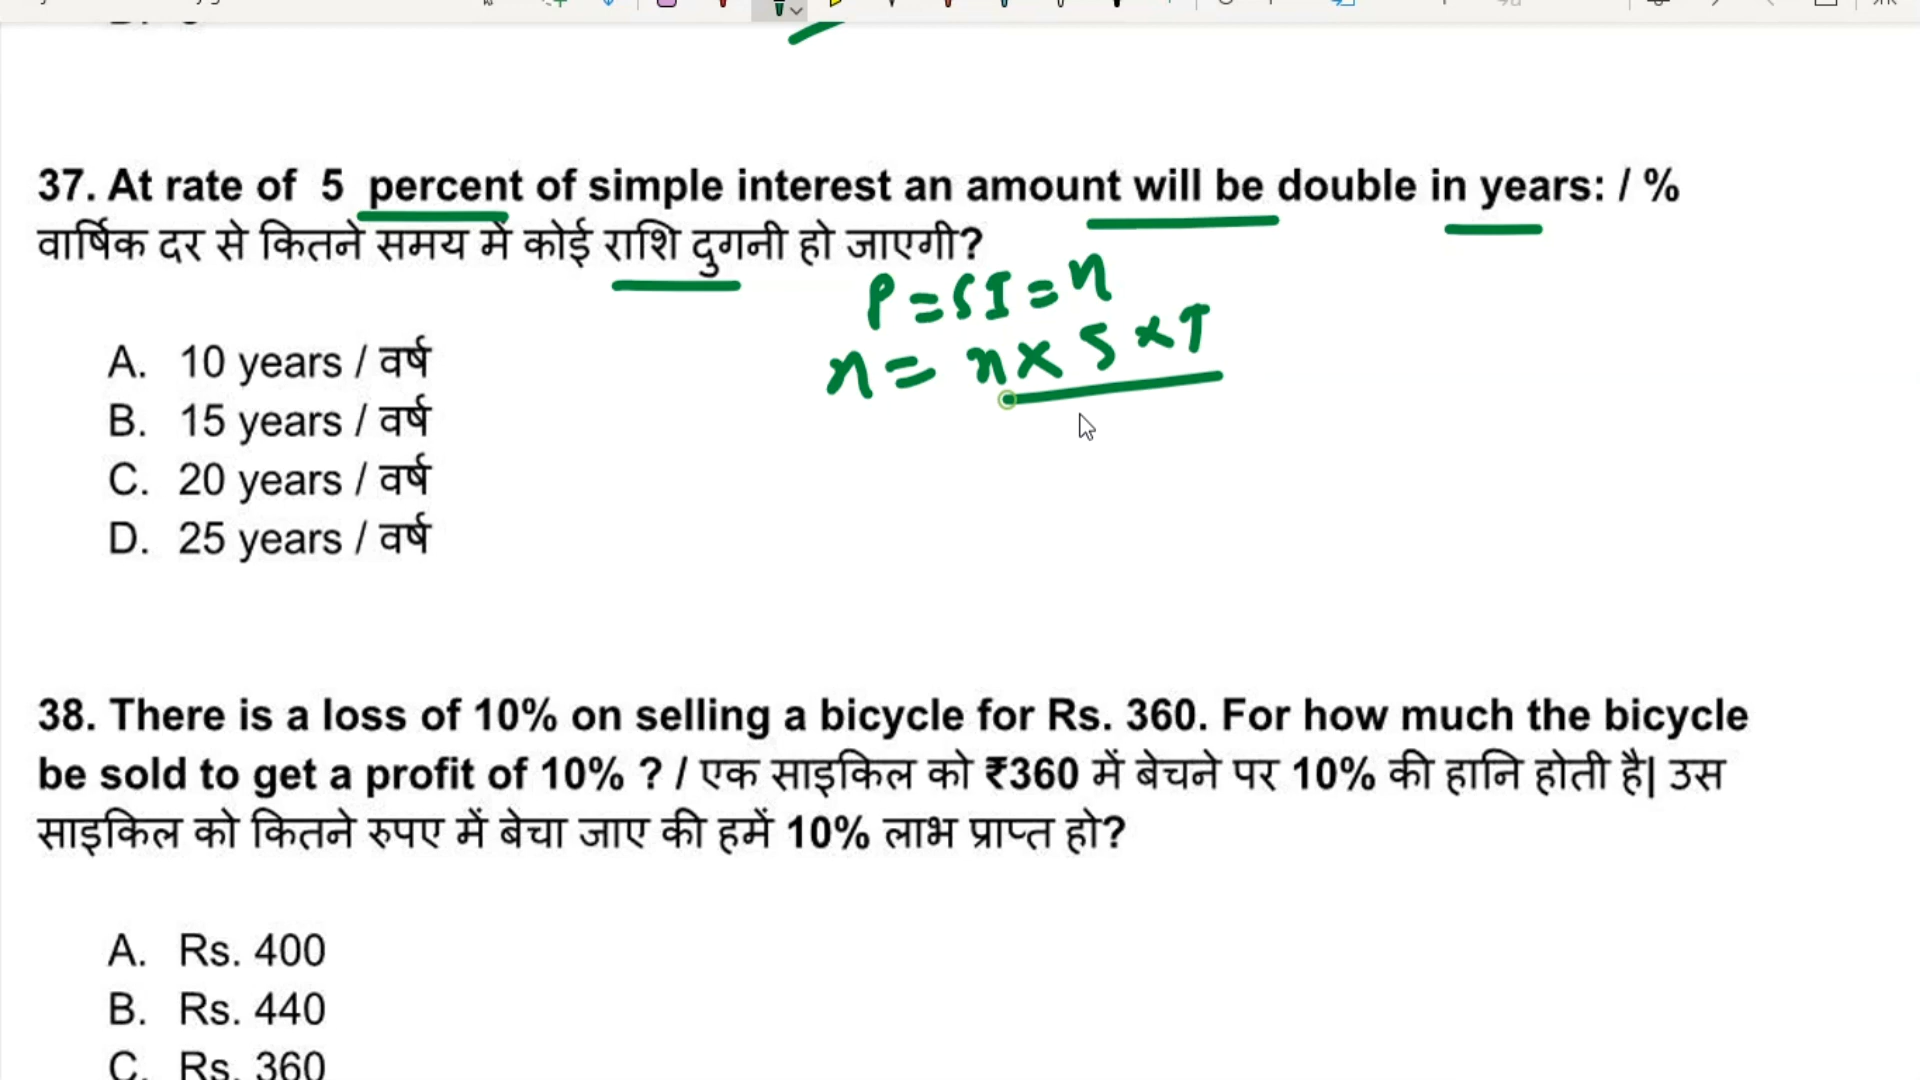 37. At rate of 5 percent of simple interest an amount will be double in years: / %
वार्षिक दर से कितने समय में कोई राशि दुगनी हो जाएगी?
P = SI = x
x = x × 5 × T
A. 10 years / वर्ष
B. 15 years / वर्ष
C. 20 years / वर्ष
D. 25 years / वर्ष
38. There is a loss of 10% on selling a bicycle for Rs. 360. For how much the bicycle
be sold to get a profit of 10% ? / एक साइकिल को ₹360 में बेचने पर 10% की हानि होती है| उस
साइकिल को कितने रुपए में बेचा जाए की हमें 10% लाभ प्राप्त हो?
A. Rs. 400
B. Rs. 440
C. Rs. 360